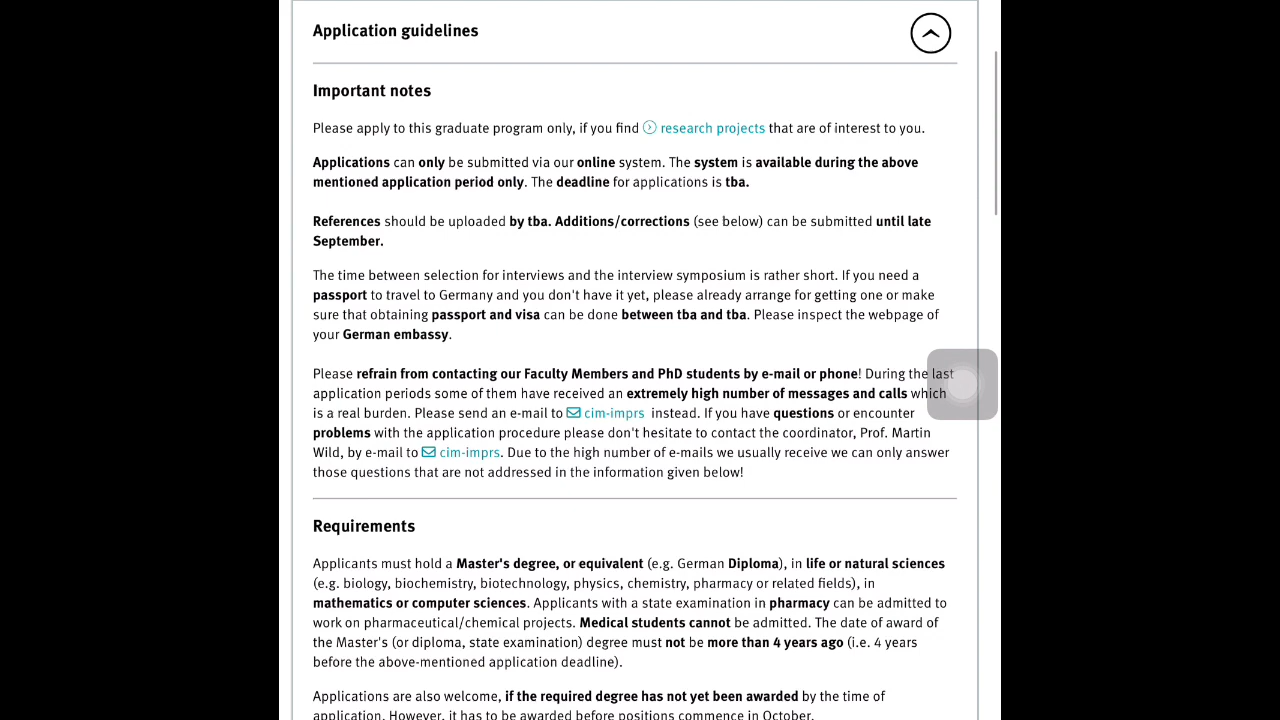 Application guidelines
Important notes
Please apply to this graduate program only, if you find research projects that are of interest to you.
Applications can only be submitted via our online system. The system is available during the above
mentioned application period only. The deadline for applications is tba.
References should be uploaded by tba. Additions/corrections (see below) can be submitted until late
September.
The time between selection for interviews and the interview symposium is rather short. If you need a
passport to travel to Germany and you don't have it yet, please already arrange for getting one or make
sure that obtaining passport and visa can be done between tba and tba. Please inspect the webpage of
your German embassy.
Please refrain from contacting our Faculty Members and PhD students by e-mail or phone! During the last
application periods some of them have received an extremely high number of messages and calls which
is a real burden. Please send an e-mail to cim-imprs instead. If you have questions or encounter
problems with the application procedure please don't hesitate to contact the coordinator, Prof. Martin
Wild, by e-mail to cim-imprs. Due to the high number of e-mails we usually receive we can only answer
those questions that are not addressed in the information given below!
Requirements
Applicants must hold a Master's degree, or equivalent (e.g. German Diploma), in life or natural sciences
(e.g. biology, biochemistry, biotechnology, physics, chemistry, pharmacy or related fields), in
mathematics or computer sciences. Applicants with a state examination in pharmacy can be admitted to
work on pharmaceutical/chemical projects. Medical students cannot be admitted. The date of award of
the Master's (or diploma, state examination) degree must not be more than 4 years ago (i.e. 4 years
before the above-mentioned application deadline).
Applications are also welcome, if the required degree has not yet been awarded by the time of
application. However, it has to be awarded before positions commence in October.